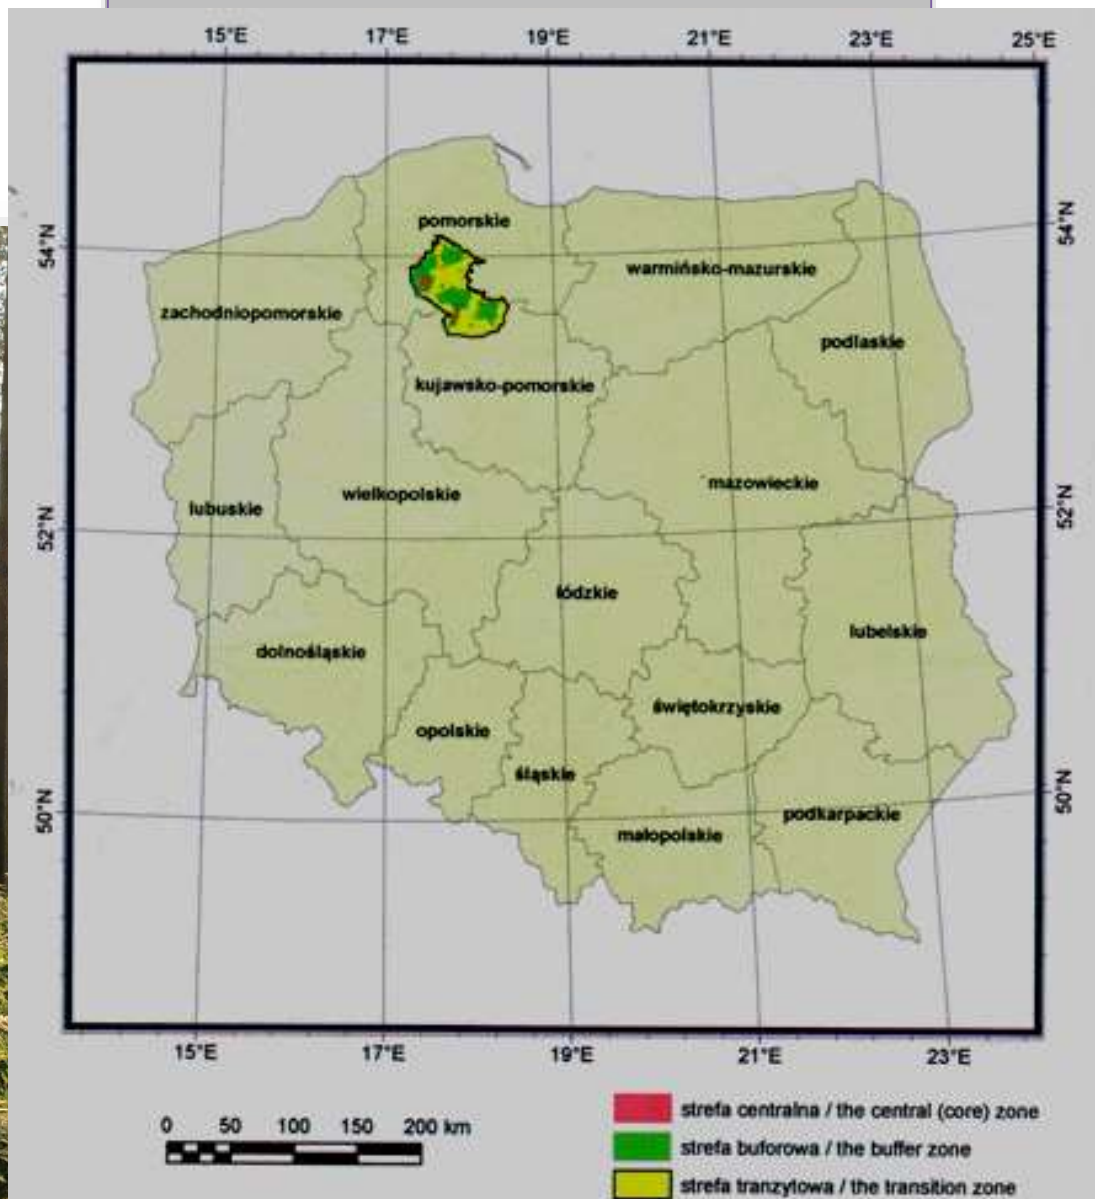 15°E 17°E 19°E 21°E 23°E 25°E
pomorskie
54°N
54°N
warmińsko-mazurskie
zachodniopomorskie
podlaskie
kujawsko-pomorskie
mazowieckie
wielkopolskie
lubuskie
52°N
52°N
łódzkie
lubelskie
dolnośląskie
świętokrzyskie
opolskie
śląskie
50°N
50°N
podkarpackie
małopolskie
15°E 17°E 19°E 21°E 23°E
0 50 100 150 200 km
strefa centralna / the central (core) zone
strefa buforowa / the buffer zone
strefa tranzytowa / the transition zone